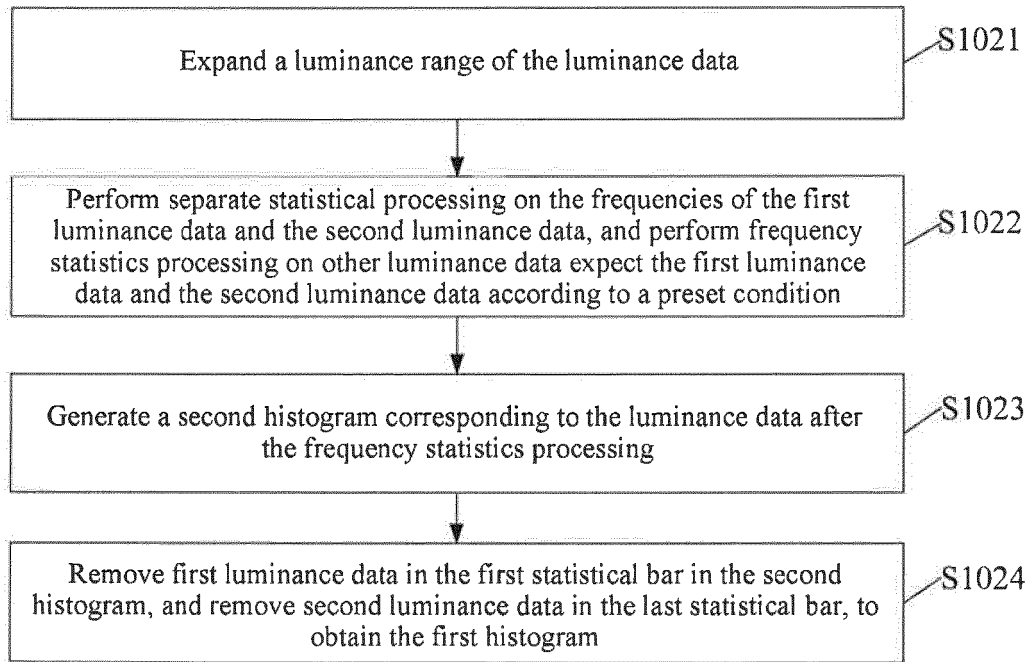 Expand a luminance range of the luminance data
S1021
Perform separate statistical processing on the frequencies of the first
luminance data and the second luminance data, and perform frequency
statistics processing on other luminance data expect the first luminance
data and the second luminance data according to a preset condition
S1022
Generate a second histogram corresponding to the luminance data after
the frequency statistics processing
S1023
Remove first luminance data in the first statistical bar in the second
histogram, and remove second luminance data in the last statistical bar, to
obtain the first histogram
S1024